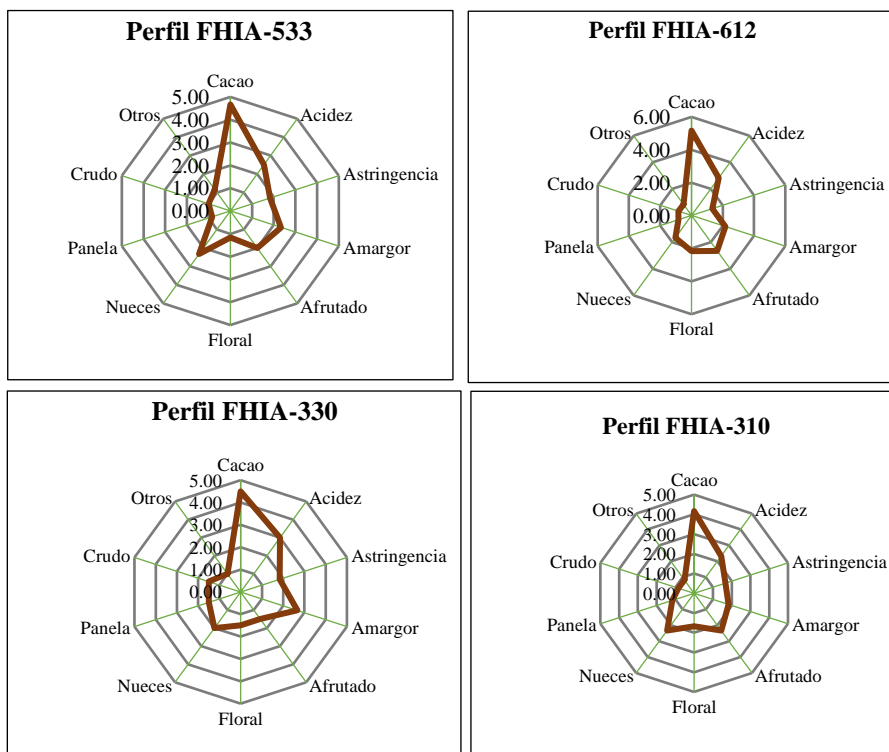 Perfil FHIA-533
Cacao
5.00
4.00
3.00
2.00
1.00
0.00
Acidez
Astringencia
Amargor
Afrutado
Floral
Nueces
Panela
Crudo
Otros
Perfil FHIA-612
Cacao
6.00
4.00
2.00
0.00
Acidez
Astringencia
Amargor
Afrutado
Floral
Nueces
Panela
Crudo
Otros
Perfil FHIA-330
Cacao
5.00
4.00
3.00
2.00
1.00
0.00
Acidez
Astringencia
Amargor
Afrutado
Floral
Nueces
Panela
Crudo
Otros
Perfil FHIA-310
Cacao
5.00
4.00
3.00
2.00
1.00
0.00
Acidez
Astringencia
Amargor
Afrutado
Floral
Nueces
Panela
Crudo
Otros